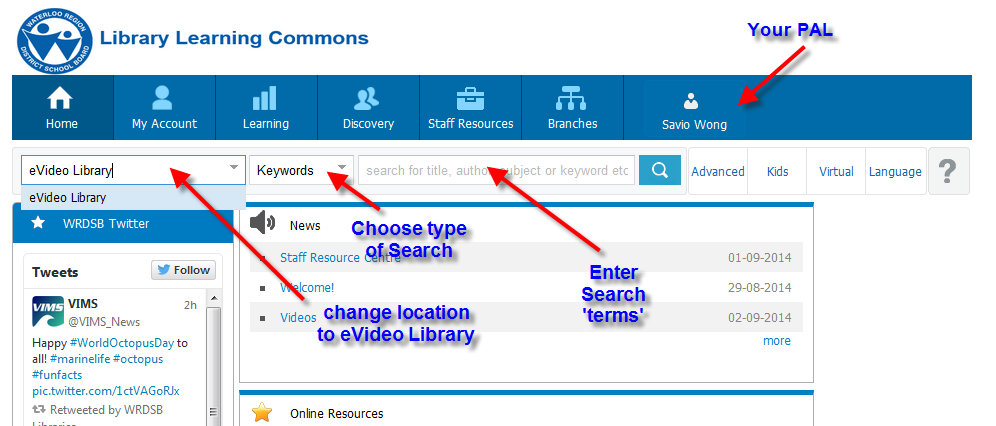 WATERLOO REGION
DISTRICT SCHOOL BOARD
Library Learning Commons
Your PAL
Home
My Account
Learning
Discovery
Staff Resources
Branches
Savio Wong
eVideo Library
Keywords
search for title, author, subject or keyword etc
Advanced
Kids
Virtual
Language
?
eVideo Library
WRDSB Twitter
News
Choose type
of Search
Staff Resource Centre
01-09-2014
Welcome!
29-08-2014
Videos
02-09-2014
more
Enter
Search
'terms'
change location
to eVideo Library
Tweets
Follow
VIMS
VIMS
2h
@VIMS_News
Happy #WorldOctopusDay to
all! #marinelife #octopus
#funfacts
pic.twitter.com/1ctVAGoRJx
Retweeted by WRDSB
Online Resources